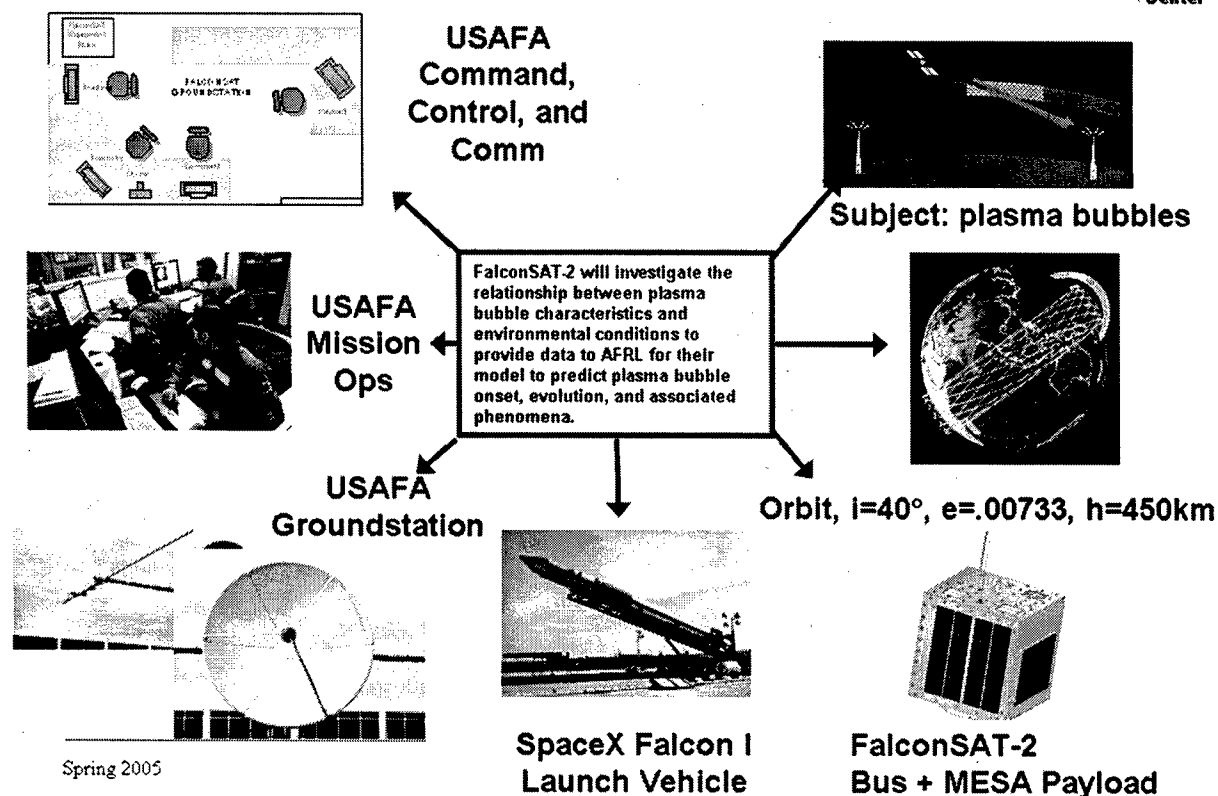 Center
USAFA
Command,
Control, and
Comm
FALCONSAT
GROUNDSTATION
Subject: plasma bubbles
FalconSAT-2 will investigate the
relationship between plasma
bubble characteristics and
environmental conditions to
provide data to AFRL for their
model to predict plasma bubble
onset, evolution, and associated
phenomena.
USAFA
Mission
Ops
USAFA
Groundstation
Orbit, i=40°, e=.00733, h=450km
SpaceX Falcon I
Launch Vehicle
FalconSAT-2
Bus + MESA Payload
Spring 2005